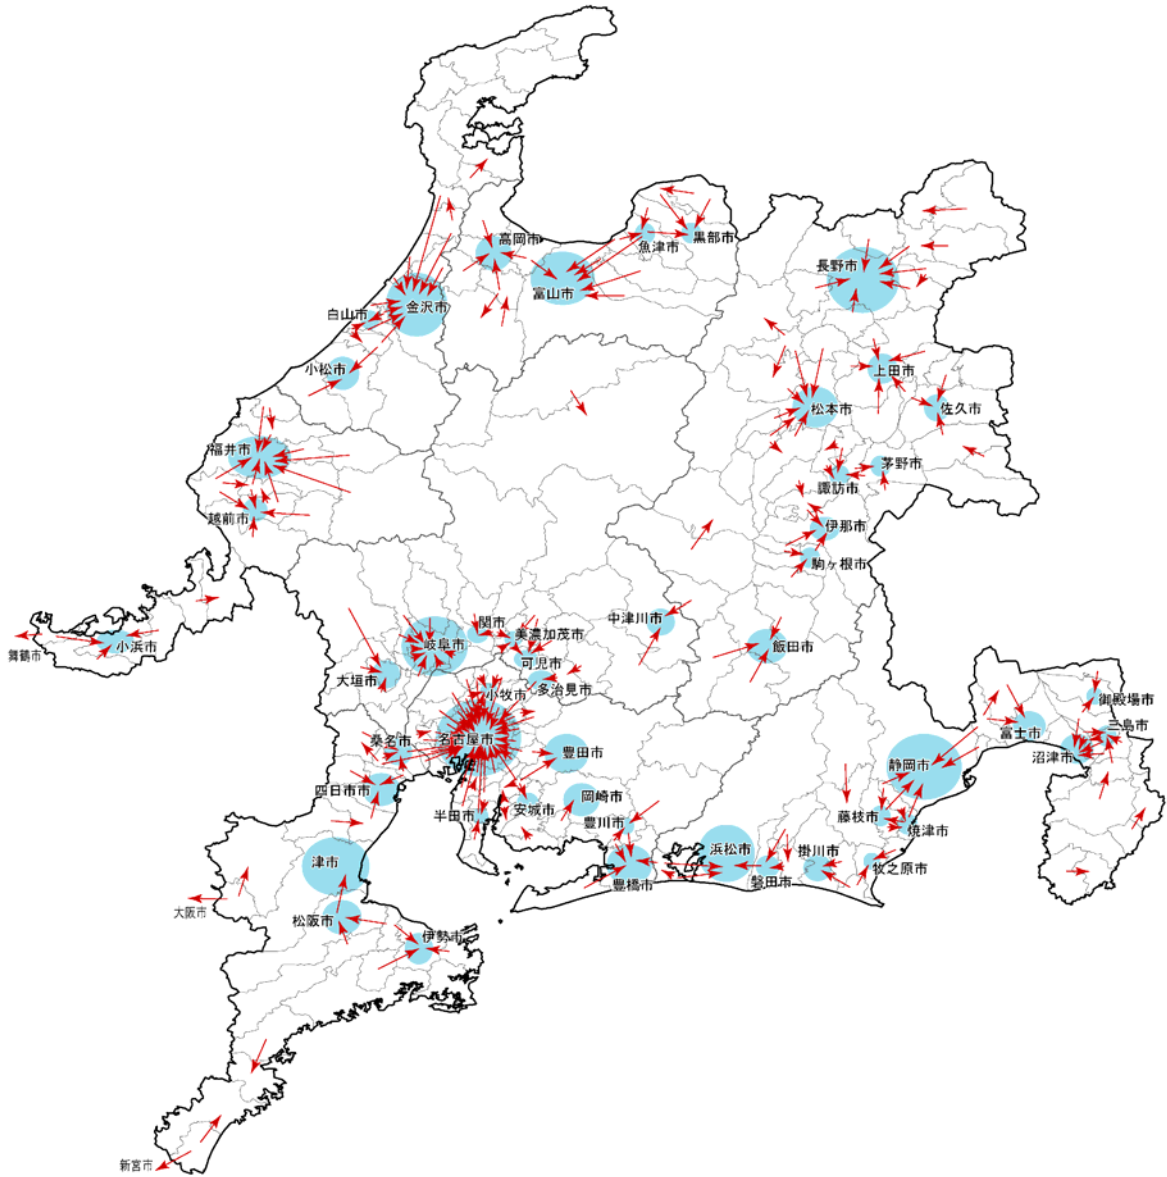 高岡市
魚津市
黒部市
富山市
長野市
金沢市
白山市
小松市
上田市
松本市
佐久市
福井市
茅野市
諏訪市
越前市
伊那市
駒ヶ根市
小浜市
舞鶴市
関市
美濃加茂市
岐阜市
中津川市
飯田市
可児市
大垣市
多治見市
小牧市
御殿場市
桑名市
名古屋市
富士市
三島市
豊田市
沼津市
静岡市
四日市市
岡崎市
安城市
半田市
豊川市
藤枝市
焼津市
浜松市
掛川市
津市
豊橋市
磐田市
牧之原市
大阪市
松阪市
伊勢市
新宮市